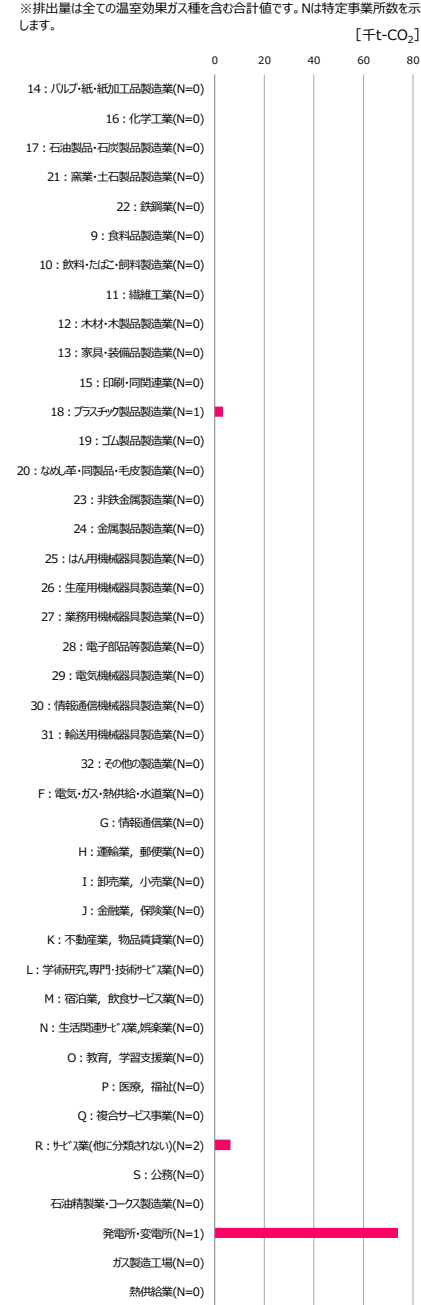 ※排出量は全ての温室効果ガス種を含む合計値です。Nは特定事業所数を示
します。
[千t-CO2]
0 20 40 60 80
14：パルプ・紙・紙加工品製造業(N=0)
16：化学工業(N=0)
17：石油製品・石炭製品製造業(N=0)
21：窯業・土石製品製造業(N=0)
22：鉄鋼業(N=0)
9：食料品製造業(N=0)
10：飲料・たばこ・飼料製造業(N=0)
11：繊維工業(N=0)
12：木材・木製品製造業(N=0)
13：家具・装備品製造業(N=0)
15：印刷・同関連業(N=0)
18：プラスチック製品製造業(N=1)
19：ゴム製品製造業(N=0)
20：なめし革・同製品・毛皮製造業(N=0)
23：非鉄金属製造業(N=0)
24：金属製品製造業(N=0)
25：はん用機械器具製造業(N=0)
26：生産用機械器具製造業(N=0)
27：業務用機械器具製造業(N=0)
28：電子部品等製造業(N=0)
29：電気機械器具製造業(N=0)
30：情報通信機械器具製造業(N=0)
31：輸送用機械器具製造業(N=0)
32：その他の製造業(N=0)
F：電気・ガス・熱供給・水道業(N=0)
G：情報通信業(N=0)
H：運輸業，郵便業(N=0)
I：卸売業，小売業(N=0)
J：金融業，保険業(N=0)
K：不動産業，物品賃貸業(N=0)
L：学術研究,専門・技術ｻｰﾋﾞｽ業(N=0)
M：宿泊業，飲食サービス業(N=0)
N：生活関連ｻｰﾋﾞｽ業,娯楽業(N=0)
O：教育，学習支援業(N=0)
P：医療，福祉(N=0)
Q：複合サービス事業(N=0)
R：ｻｰﾋﾞｽ業(他に分類されない)(N=2)
S：公務(N=0)
石油精製業・コークス製造業(N=0)
発電所・変電所(N=1)
ガス製造工場(N=0)
熱供給業(N=0)